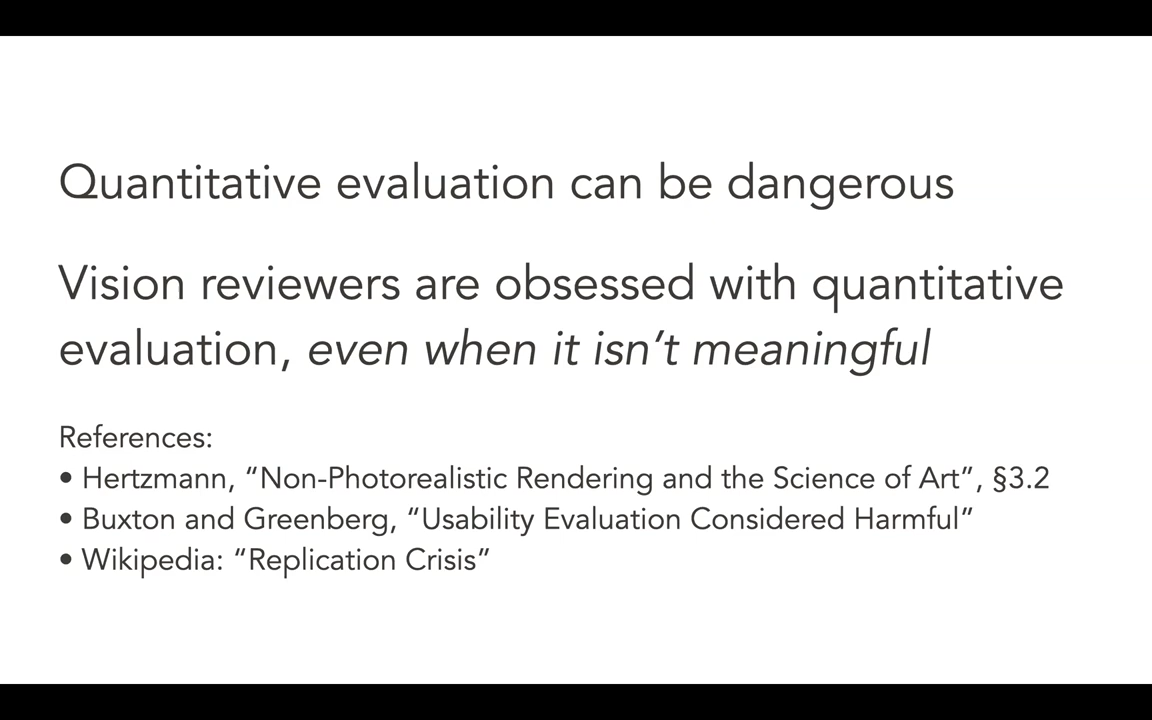 Quantitative evaluation can be dangerous
Vision reviewers are obsessed with quantitative
evaluation, even when it isn’t meaningful
References:
• Hertzmann, “Non-Photorealistic Rendering and the Science of Art”, §3.2
• Buxton and Greenberg, “Usability Evaluation Considered Harmful”
• Wikipedia: “Replication Crisis”